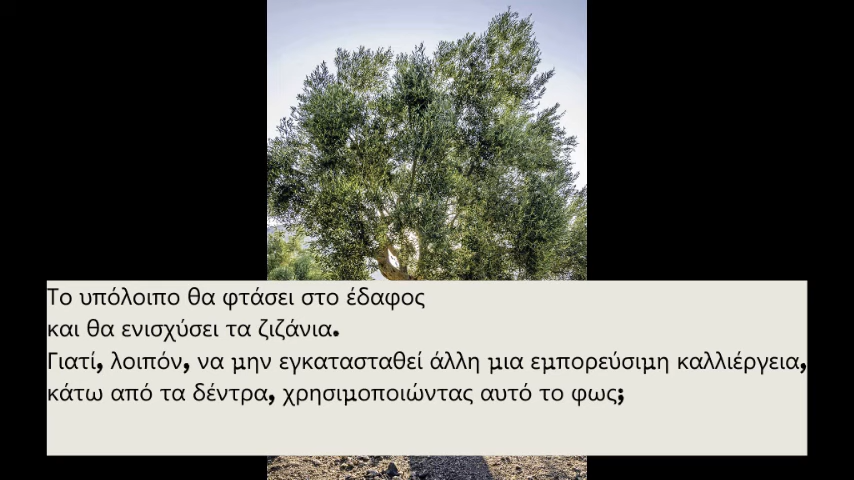 Το υπόλοιπο θα φτάσει στο έδαφος
και θα ενισχύσει τα ζιζάνια.
Γιατί, λοιπόν, να μην εγκατασταθεί άλλη μια εμπορεύσιμη καλλιέργεια,
κάτω από τα δέντρα, χρησιμοποιώντας αυτό το φως;